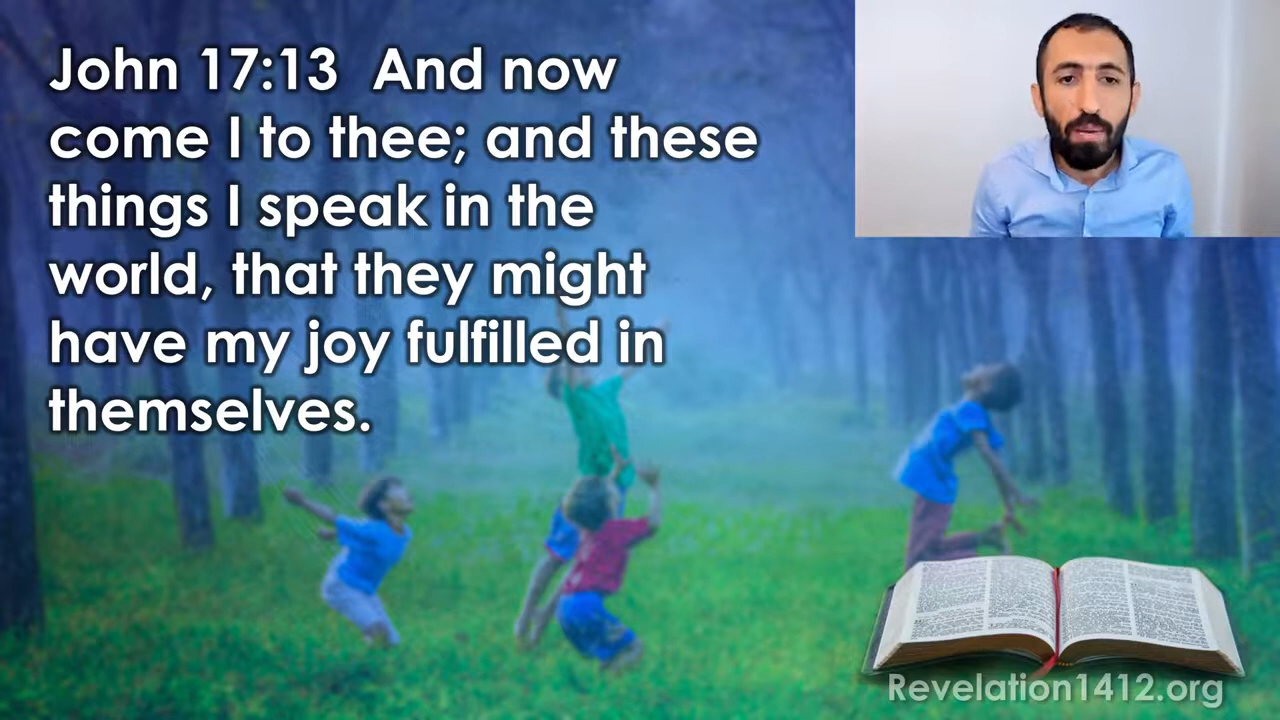 John 17:13  And now
come I to thee; and these
things I speak in the
world, that they might
have my joy fulfilled in
themselves.
Revelation1412.org